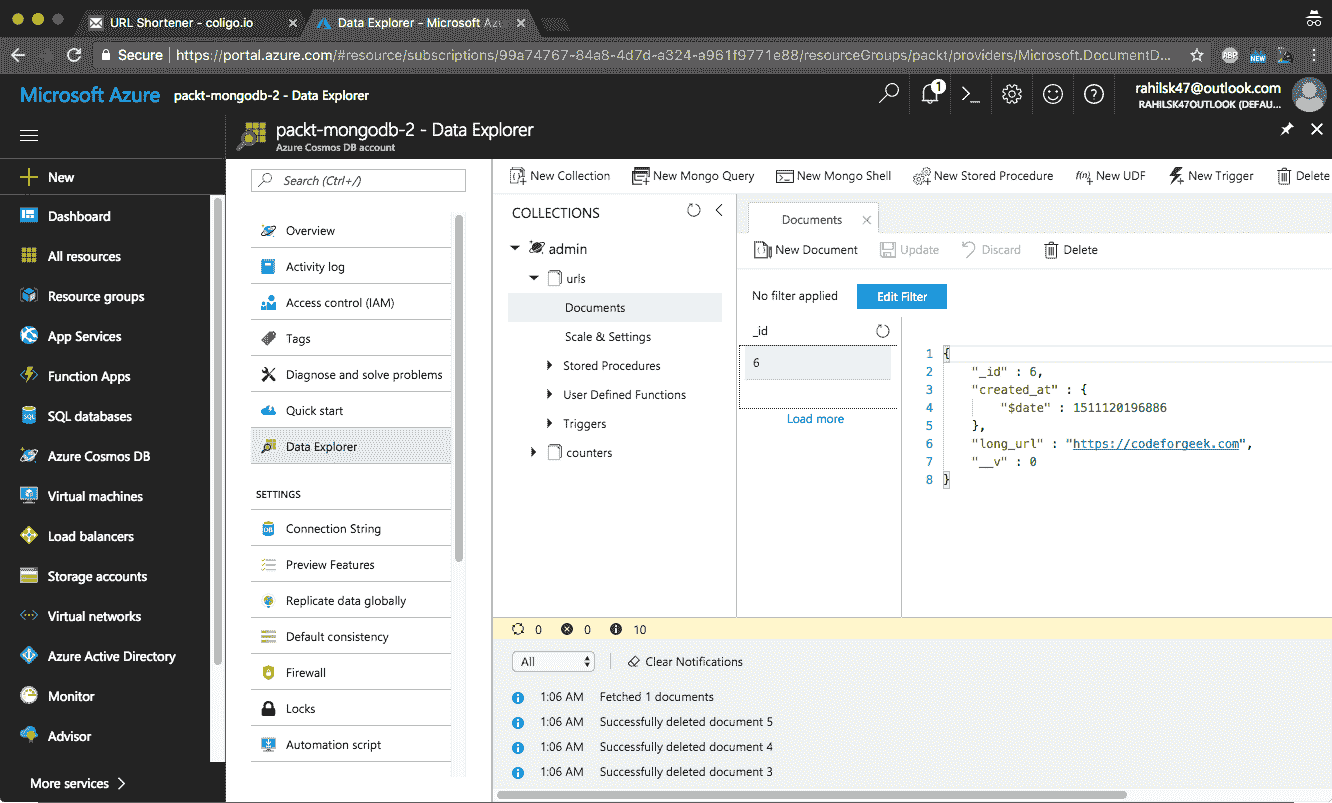 URL Shortener - coligo.io
Data Explorer - Microsoft Azu
Secure
https://portal.azure.com/#resource/subscriptions/99a74767-84a8-4d7d-a324-a961f9771e88/resourceGroups/packt/providers/Microsoft.DocumentD...
ABP
NEW
Microsoft Azure
packt-mongodb-2 - Data Explorer
1
rahilsk47@outlook.com
RAHILSK47OUTLOOK (DEFAU...
packt-mongodb-2 - Data Explorer
Azure Cosmos DB account
New
Dashboard
All resources
Resource groups
App Services
Function Apps
SQL databases
Azure Cosmos DB
Virtual machines
Load balancers
Storage accounts
Virtual networks
Azure Active Directory
Monitor
Advisor
More services
Search (Ctrl+/)
Overview
Activity log
Access control (IAM)
Tags
Diagnose and solve problems
Quick start
Data Explorer
SETTINGS
Connection String
Preview Features
Replicate data globally
Default consistency
Firewall
Locks
Automation script
New Collection
New Mongo Query
New Mongo Shell
New Stored Procedure
New UDF
New Trigger
Delete
COLLECTIONS
admin
urls
Documents
Scale & Settings
Stored Procedures
User Defined Functions
Triggers
counters
Documents
New Document
Update
Discard
Delete
No filter applied
Edit Filter
_id
6
Load more
1 {
2 "_id" : 6,
3 "created_at" : {
4 "$date" : 1511120196886
5 },
6 "long_url" : "https://codeforgeek.com",
7 "__v" : 0
8 }
0 0 10
All
Clear Notifications
1:06 AM Fetched 1 documents
1:06 AM Successfully deleted document 5
1:06 AM Successfully deleted document 4
1:06 AM Successfully deleted document 3